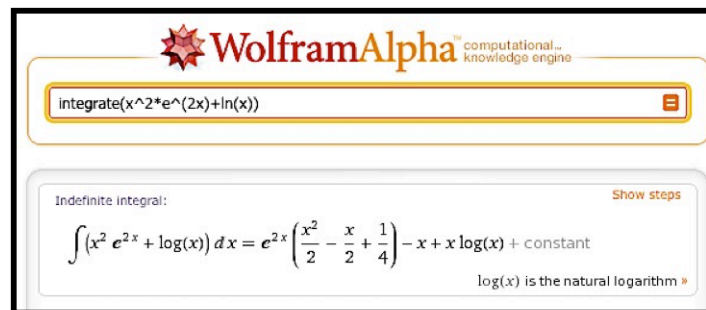 WolframAlpha™ computational... knowledge engine
integrate(x^2*e^(2x)+ln(x))
Indefinite integral:
Show steps
∫(x² e^(2x) + log(x)) dx = e^(2x) (x²/2 − x/2 + 1/4) − x + x log(x) + constant
log(x) is the natural logarithm »